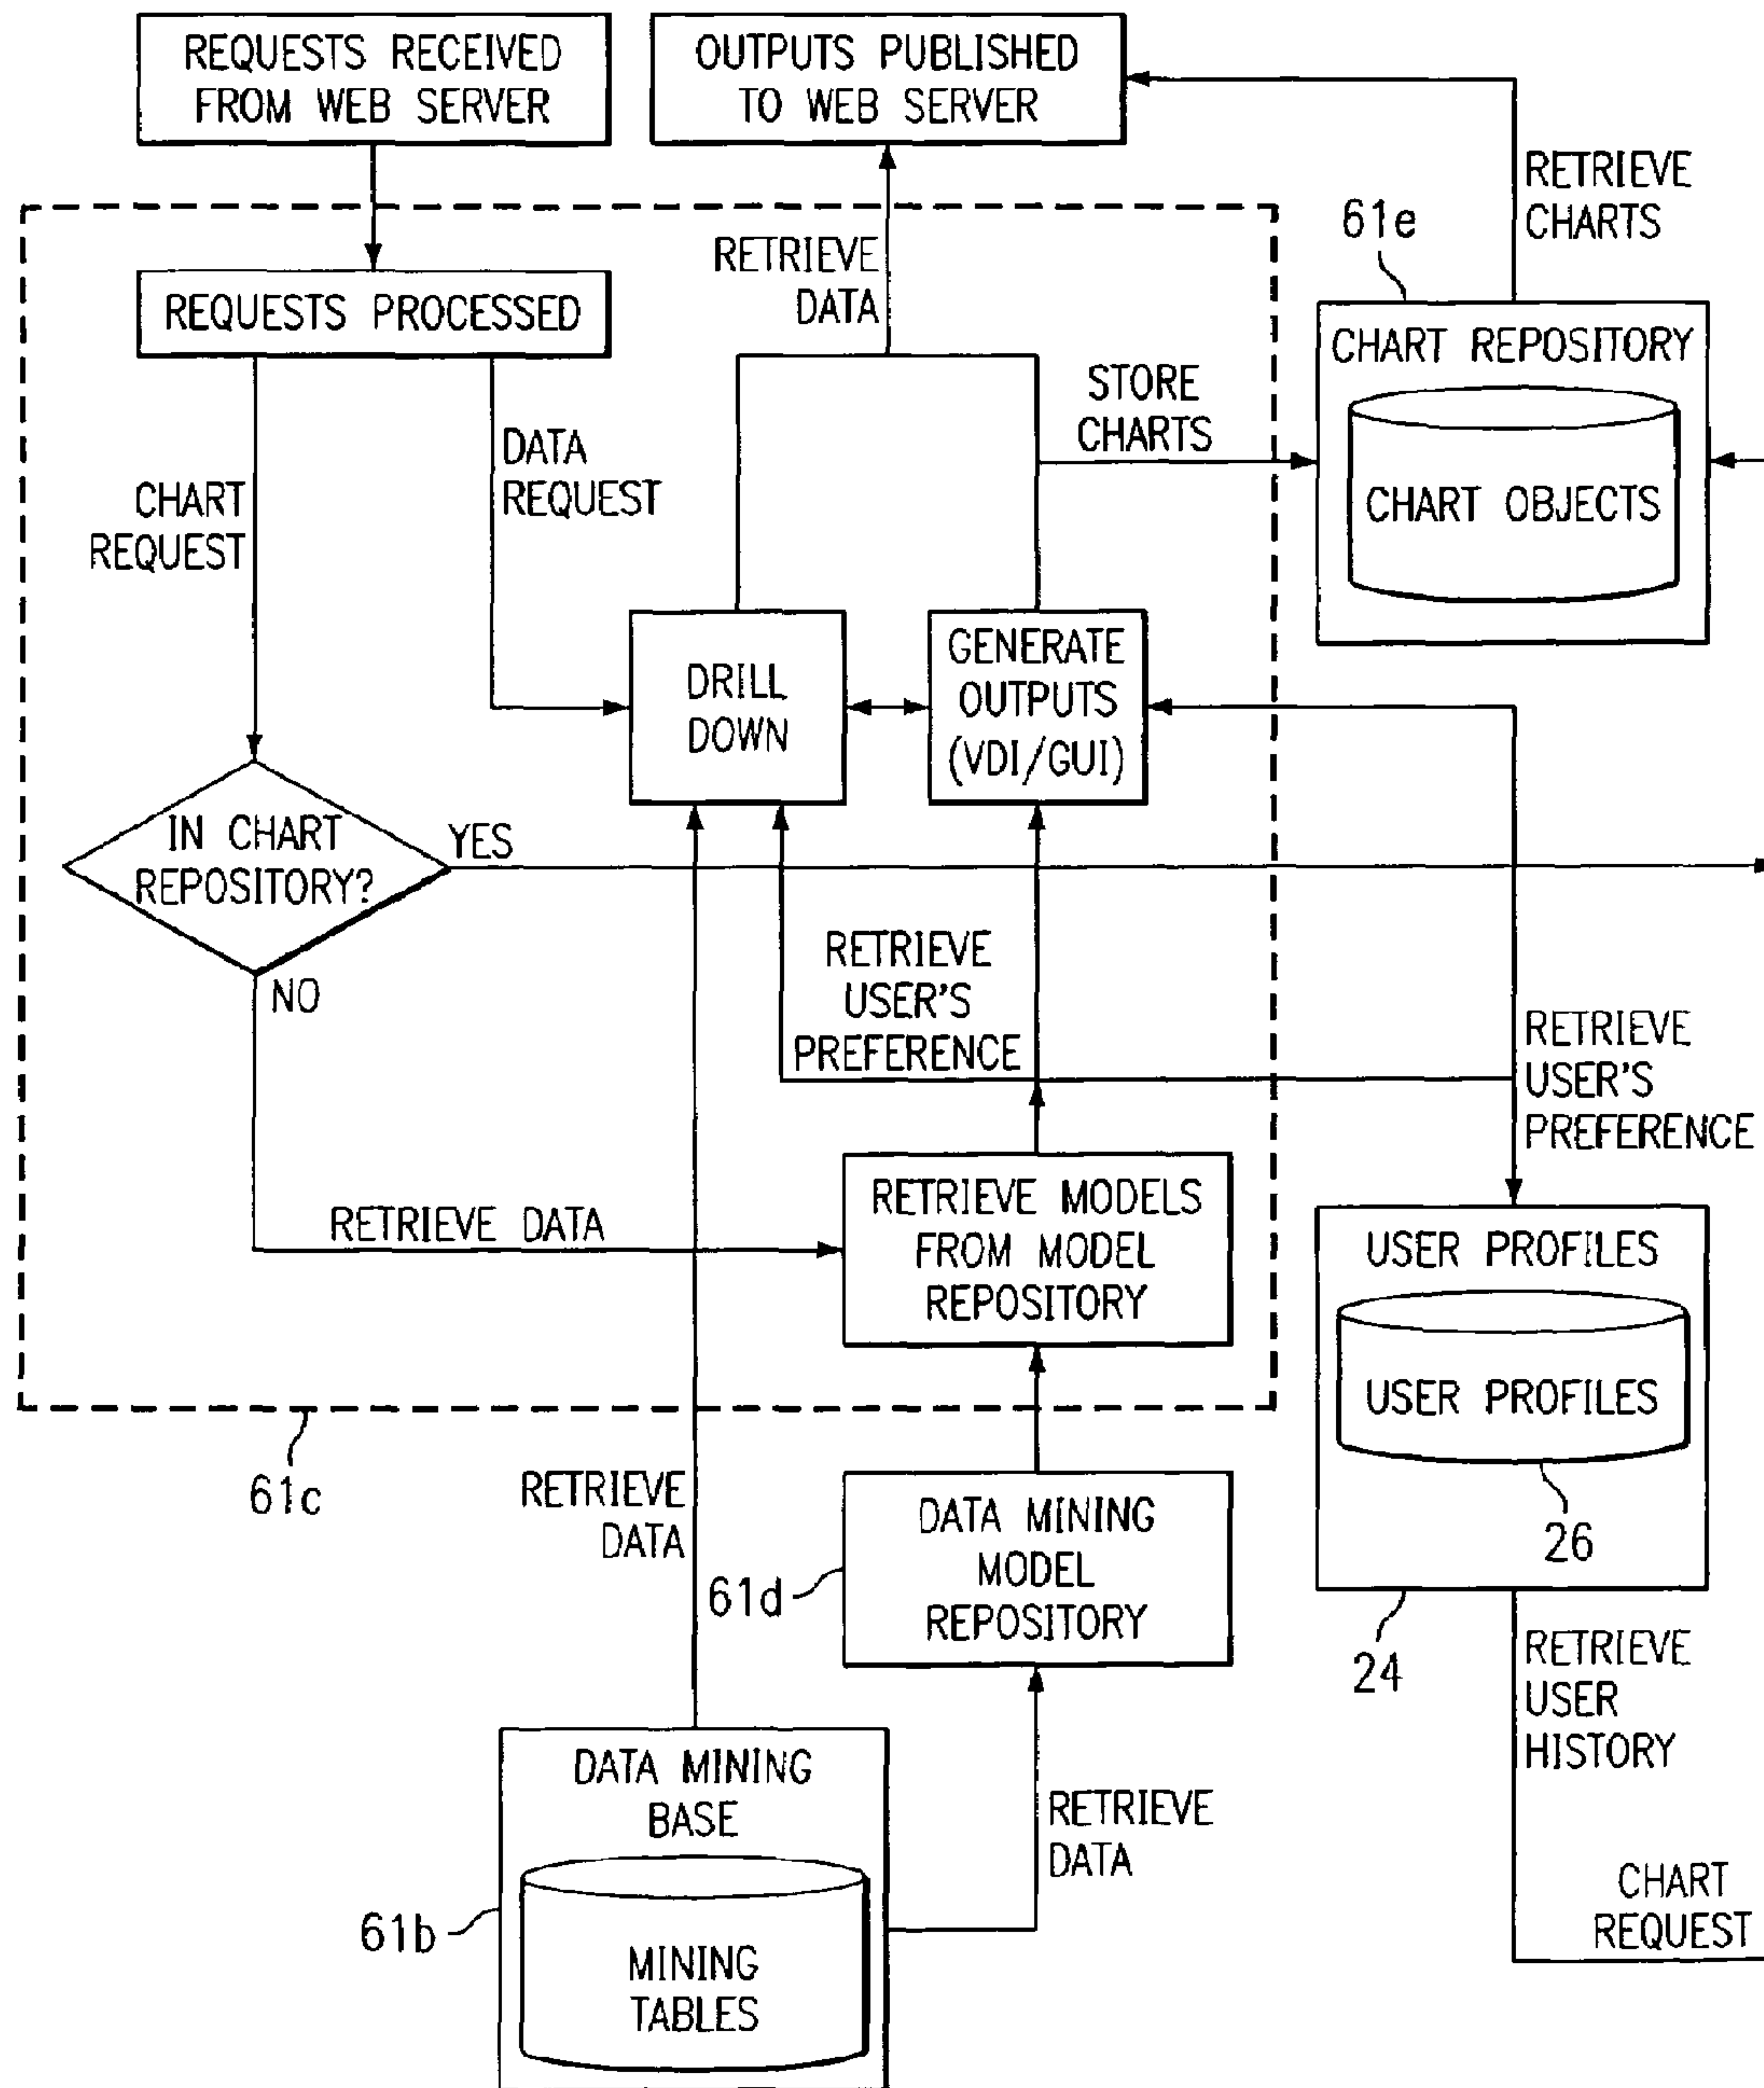 REQUESTS RECEIVED
FROM WEB SERVER
OUTPUTS PUBLISHED
TO WEB SERVER
RETRIEVE
CHARTS
61e
RETRIEVE
DATA
REQUESTS PROCESSED
CHART REPOSITORY
CHART OBJECTS
STORE
CHARTS
DATA
REQUEST
CHART
REQUEST
DRILL
DOWN
GENERATE
OUTPUTS
(VDI/GUI)
IN CHART
REPOSITORY?
YES
NO
RETRIEVE
USER'S
PREFERENCE
RETRIEVE
USER'S
PREFERENCE
RETRIEVE DATA
RETRIEVE MODELS
FROM MODEL
REPOSITORY
USER PROFILES
USER PROFILES
26
24
61c
RETRIEVE
DATA
61d
DATA MINING
MODEL
REPOSITORY
RETRIEVE
USER
HISTORY
DATA MINING
BASE
61b
MINING
TABLES
RETRIEVE
DATA
CHART
REQUEST